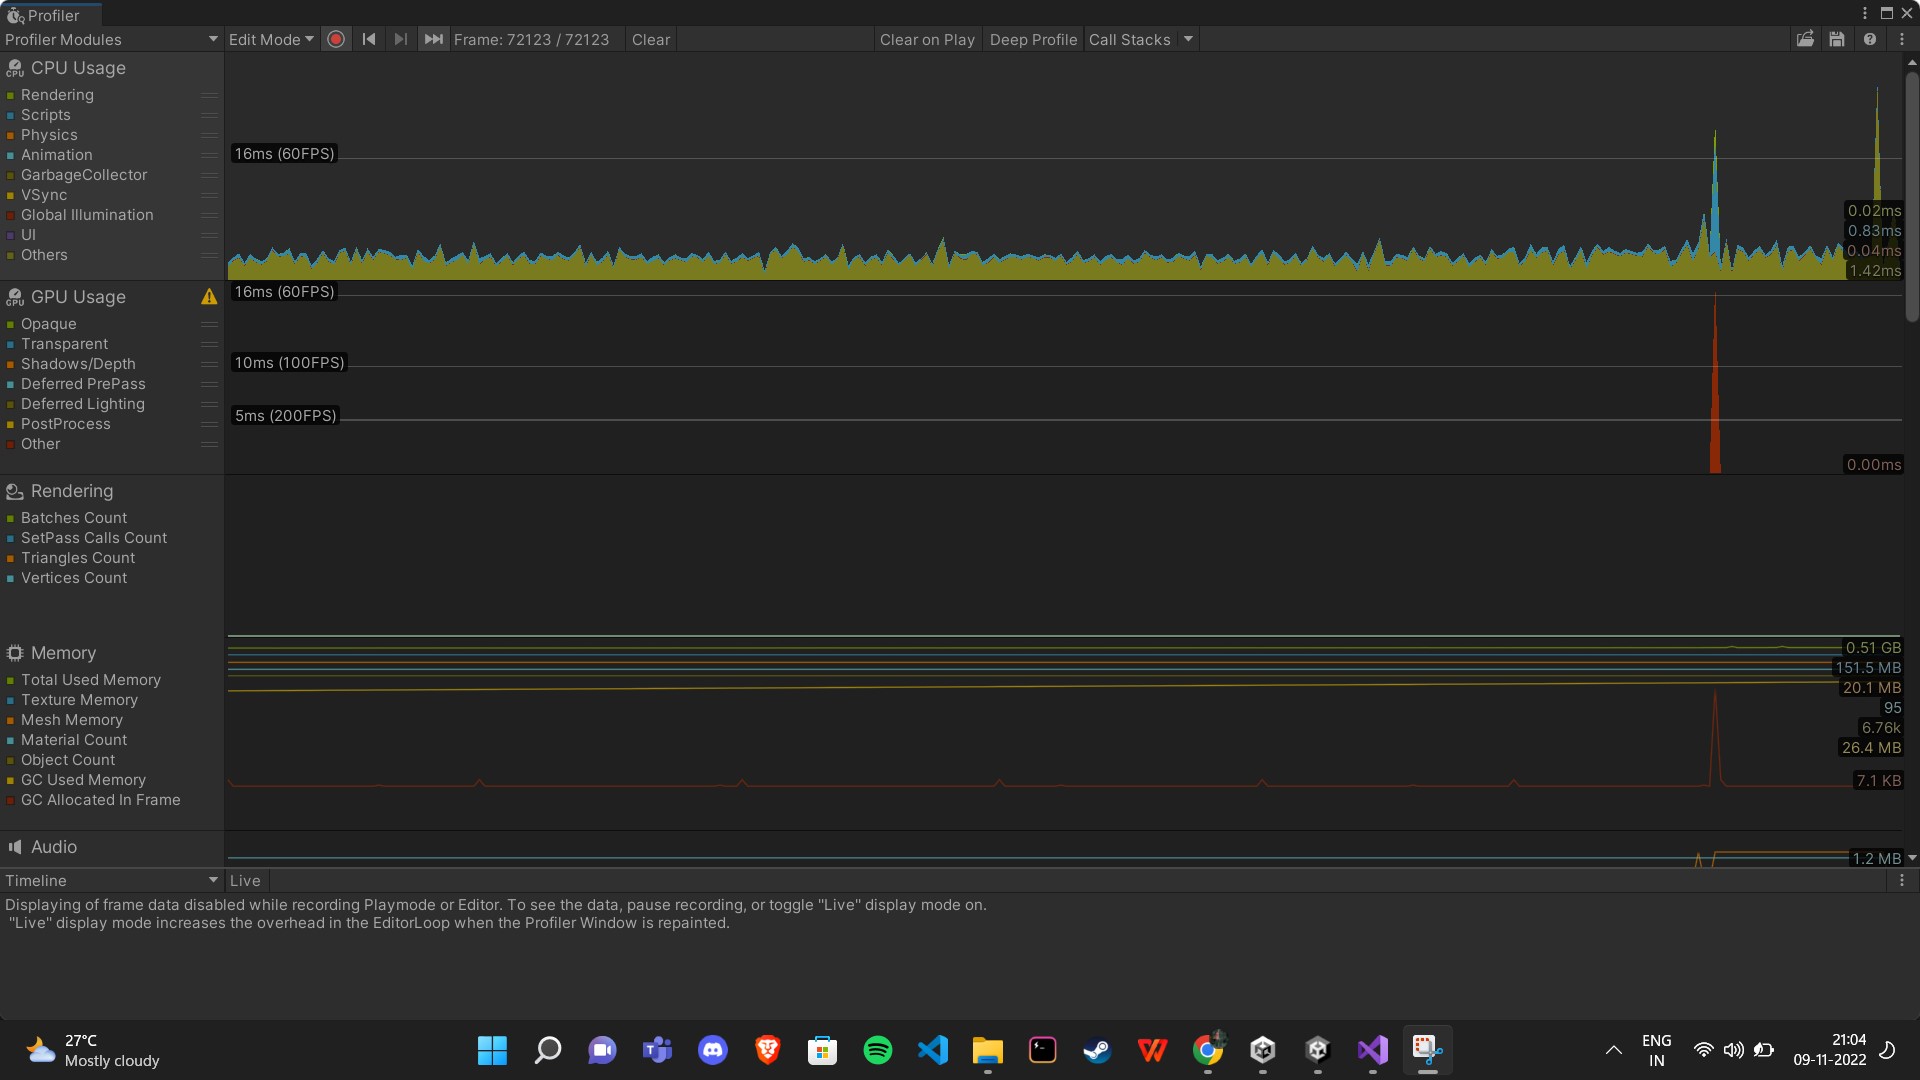 Profiler
Profiler Modules
Edit Mode
Frame: 72123 / 72123
Clear
Clear on Play
Deep Profile
Call Stacks
CPU Usage
Rendering
Scripts
Physics
Animation
GarbageCollector
VSync
Global Illumination
UI
Others
16ms (60FPS)
0.02ms
0.83ms
0.04ms
1.42ms
GPU Usage
Opaque
Transparent
Shadows/Depth
Deferred PrePass
Deferred Lighting
PostProcess
Other
16ms (60FPS)
10ms (100FPS)
5ms (200FPS)
0.00ms
Rendering
Batches Count
SetPass Calls Count
Triangles Count
Vertices Count
Memory
Total Used Memory
Texture Memory
Mesh Memory
Material Count
Object Count
GC Used Memory
GC Allocated In Frame
0.51 GB
151.5 MB
20.1 MB
95
6.76k
26.4 MB
7.1 KB
Audio
1.2 MB
Timeline
Live
Displaying of frame data disabled while recording Playmode or Editor. To see the data, pause recording, or toggle "Live" display mode on.
"Live" display mode increases the overhead in the EditorLoop when the Profiler Window is repainted.
27°C
Mostly cloudy
ENG
IN
21:04
09-11-2022